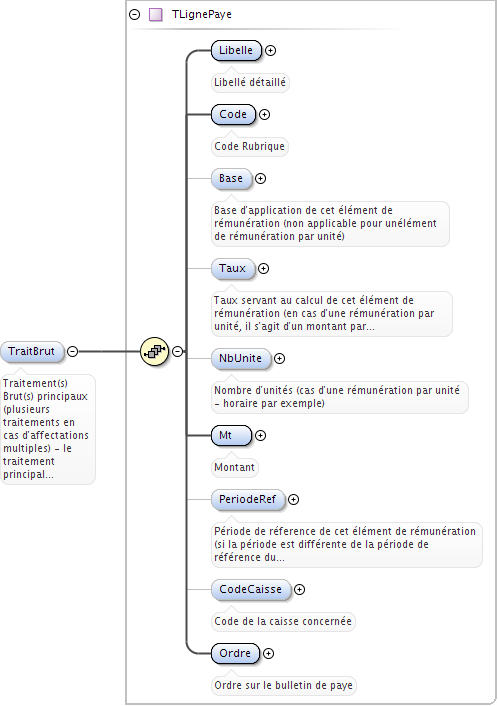 TLignePaye
Libelle
Libellé détaillé
Code
Code Rubrique
Base
Base d'application de cet élément de
rémunération (non applicable pour unélément
de rémunération par unité)
Taux
Taux servant au calcul de cet élément de
rémunération (en cas d'une rémunération par
unité, il s'agit d'un montant par...
TraitBrut
Traitement(s)
Brut(s) principaux
(plusieurs
traitements en
cas d'affectations
multiples) – le
traitement
principal...
NbUnite
Nombre d'unités (cas d'une rémunération par unité
– horaire par exemple)
Mt
Montant
PeriodeRef
Période de réference de cet élément de rémunération
(si la période est différente de la période de
référence du...
CodeCaisse
Code de la caisse concernée
Ordre
Ordre sur le bulletin de paye